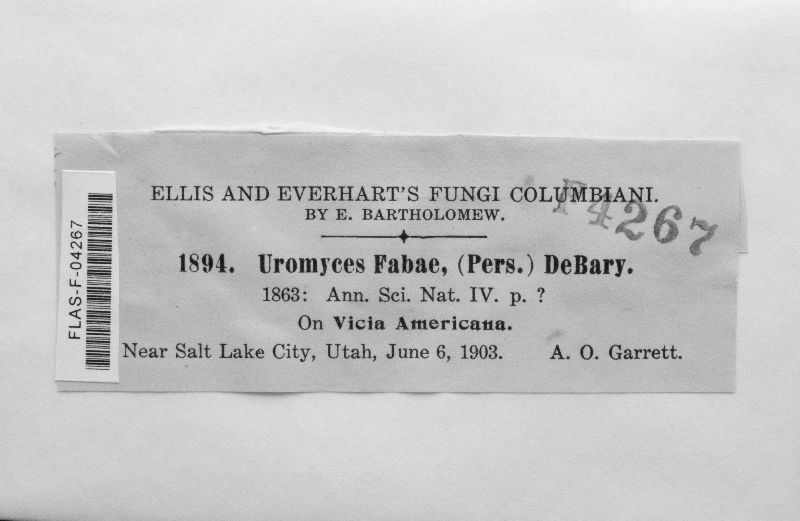 ELLIS AND EVERHART'S FUNGI COLUMBIANI.
F4267
BY E. BARTHOLOMEW.
1894. Uromyces Fabae, (Pers.) DeBary.
1863: Ann. Sci. Nat. IV. p. ?
On Vicia Americana.
Near Salt Lake City, Utah, June 6, 1903. A. O. Garrett.
FLAS-F-04267